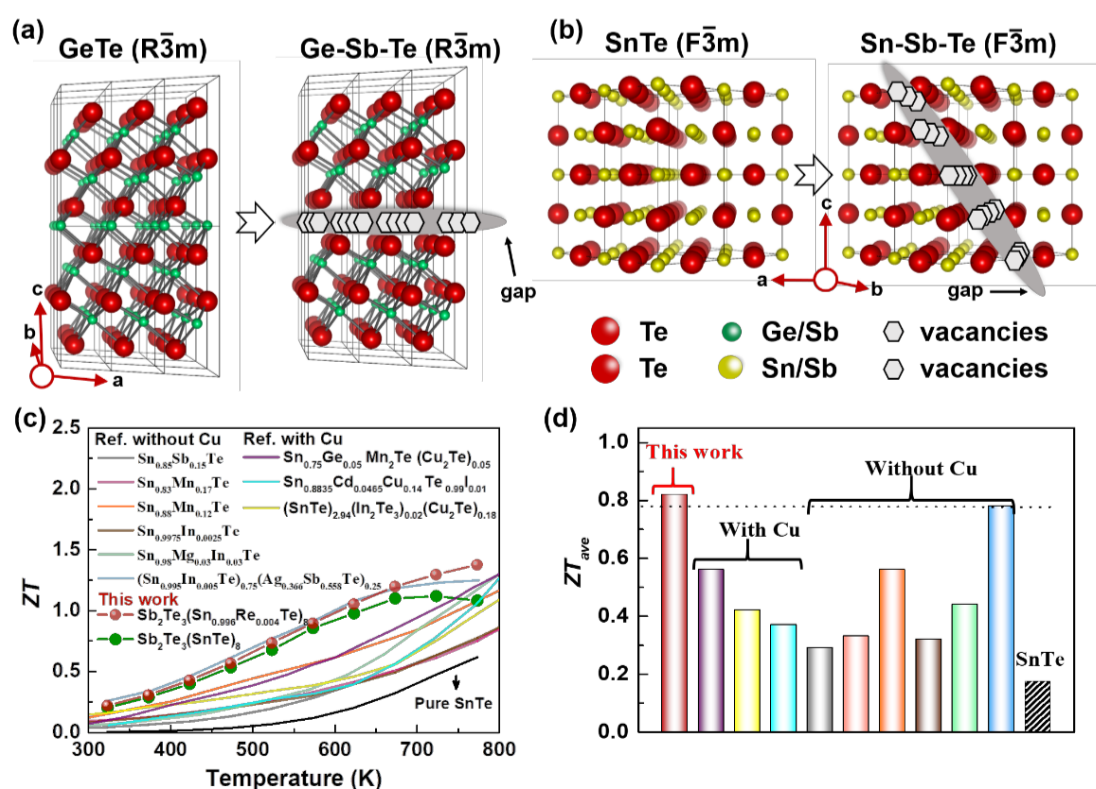 (a)
GeTe (R3̄m)
Ge-Sb-Te (R3̄m)
c
b
a
gap
(b)
SnTe (F3̄m)
Sn-Sb-Te (F3̄m)
c
a
b
gap
Te
Ge/Sb
vacancies
Te
Sn/Sb
vacancies
(c)
2.5
2.0
1.5
1.0
0.5
0.0
ZT
Ref. without Cu
Sn0.85Sb0.15Te
Sn0.83Mn0.17Te
Sn0.88Mn0.12Te
Sn0.9975In0.0025Te
Sn0.98Mg0.03In0.03Te
(Sn0.995In0.005Te)0.75(Ag0.366Sb0.558Te)0.25
Ref. with Cu
Sn0.75Ge0.05 Mn2Te (Cu2Te)0.05
Sn0.8835Cd0.0465Cu0.14 Te0.99I0.01
(SnTe)2.94(In2Te3)0.02(Cu2Te)0.18
This work
Sb2Te3(Sn0.996Re0.004Te)8
Sb2Te3(SnTe)8
Pure SnTe
300 400 500 600 700 800
Temperature (K)
(d)
1.0
0.8
0.6
0.4
0.2
0.0
ZTave
This work
With Cu
Without Cu
SnTe